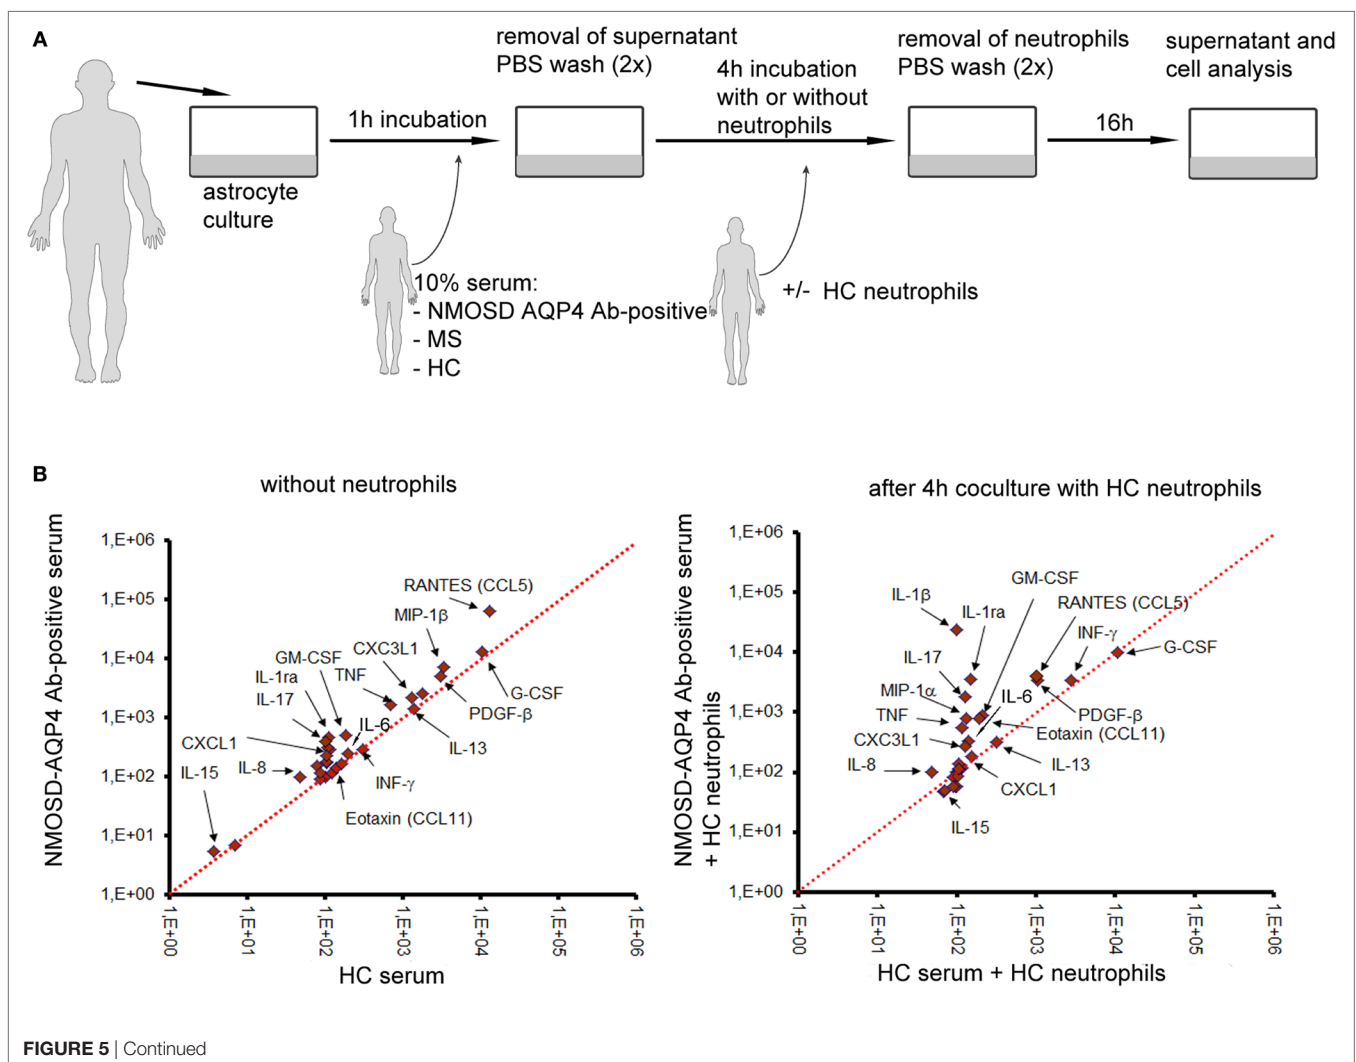 A
removal of supernatant
PBS wash (2x)
4h incubation
with or without
neutrophils
removal of neutrophils
PBS wash (2x)
supernatant and
cell analysis
1h incubation
16h
astrocyte
culture
10% serum:
- NMOSD AQP4 Ab-positive
- MS
- HC
+/- HC neutrophils
B
without neutrophils
NMOSD-AQP4 Ab-positive serum
1,E+06
1,E+05
1,E+04
1,E+03
1,E+02
1,E+01
1,E+00
RANTES (CCL5)
MIP-1β
CXC3L1
GM-CSF
TNF
IL-1ra
IL-17
G-CSF
PDGF-β
IL-6
CXCL1
IL-13
IL-15
IL-8
INF-γ
Eotaxin (CCL11)
1,E+00
1,E+01
1,E+02
1,E+03
1,E+04
1,E+05
1,E+06
HC serum
after 4h coculture with HC neutrophils
NMOSD-AQP4 Ab-positive serum
+ HC neutrophils
1,E+06
1,E+05
1,E+04
1,E+03
1,E+02
1,E+01
1,E+00
GM-CSF
IL-1β
IL-1ra
RANTES (CCL5)
INF-γ
G-CSF
IL-17
MIP-1α
IL-6
TNF
PDGF-β
Eotaxin (CCL11)
CXC3L1
IL-8
IL-13
CXCL1
IL-15
1,E+00
1,E+01
1,E+02
1,E+03
1,E+04
1,E+05
1,E+06
HC serum + HC neutrophils
FIGURE 5 | Continued